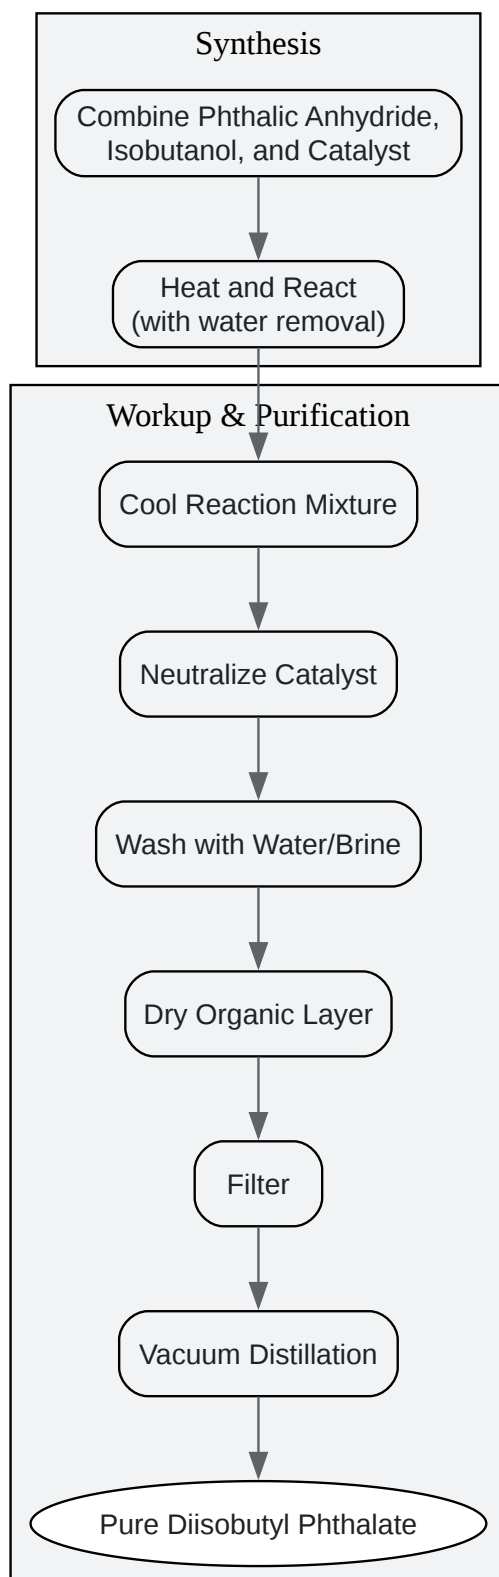 Synthesis
Combine Phthalic Anhydride,
Isobutanol, and Catalyst
Heat and React
(with water removal)
Workup & Purification
Cool Reaction Mixture
Neutralize Catalyst
Wash with Water/Brine
Dry Organic Layer
Filter
Vacuum Distillation
Pure Diisobutyl Phthalate